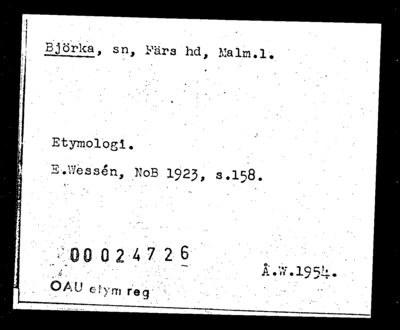 Björka, sn, Färs hd, Malm.l.
Etymologi.
E.Wessén, NoB 1923, s.158.
00024726
Å.W.1954.
OAU etym reg